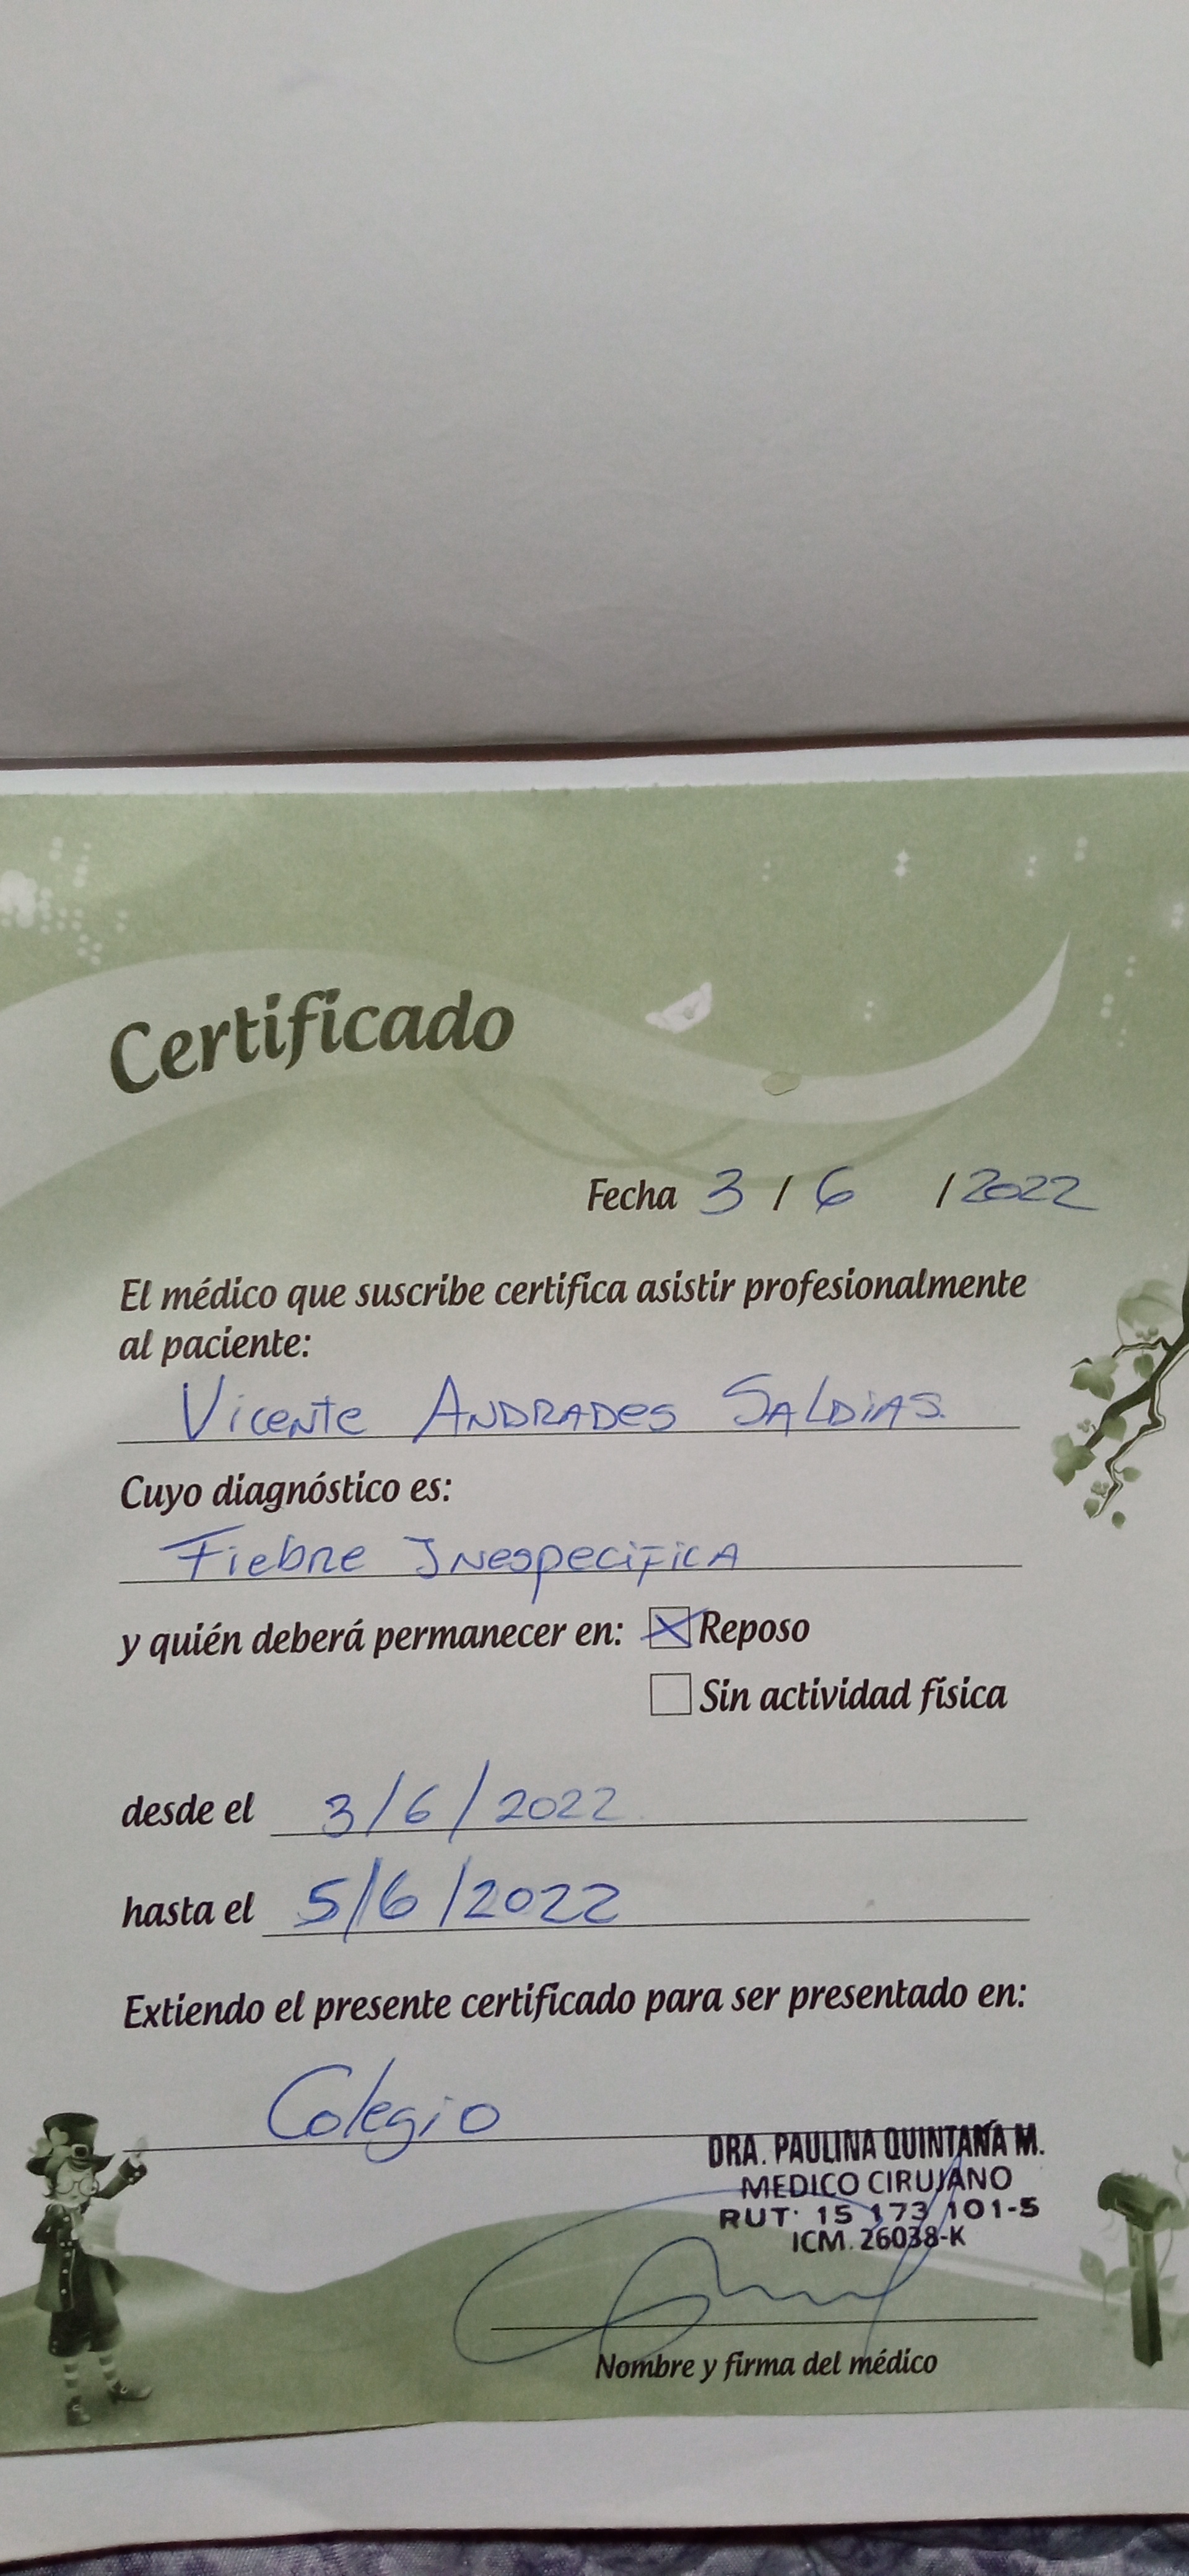 Certificado
Fecha 3 / 6 / 2022
El médico que suscribe certifica asistir profesionalmente
al paciente:
Vicente Andrades Saldias.
Cuyo diagnóstico es:
Fiebre Inespecifica
y quién deberá permanecer en: X Reposo
Sin actividad física
desde el 3/6/2022
hasta el 5/6/2022
Extiendo el presente certificado para ser presentado en:
Colegio
DRA. PAULINA QUINTANA M.
MEDICO CIRUJANO
RUT: 15 173 101-5
ICM. 26038-K
Nombre y firma del médico